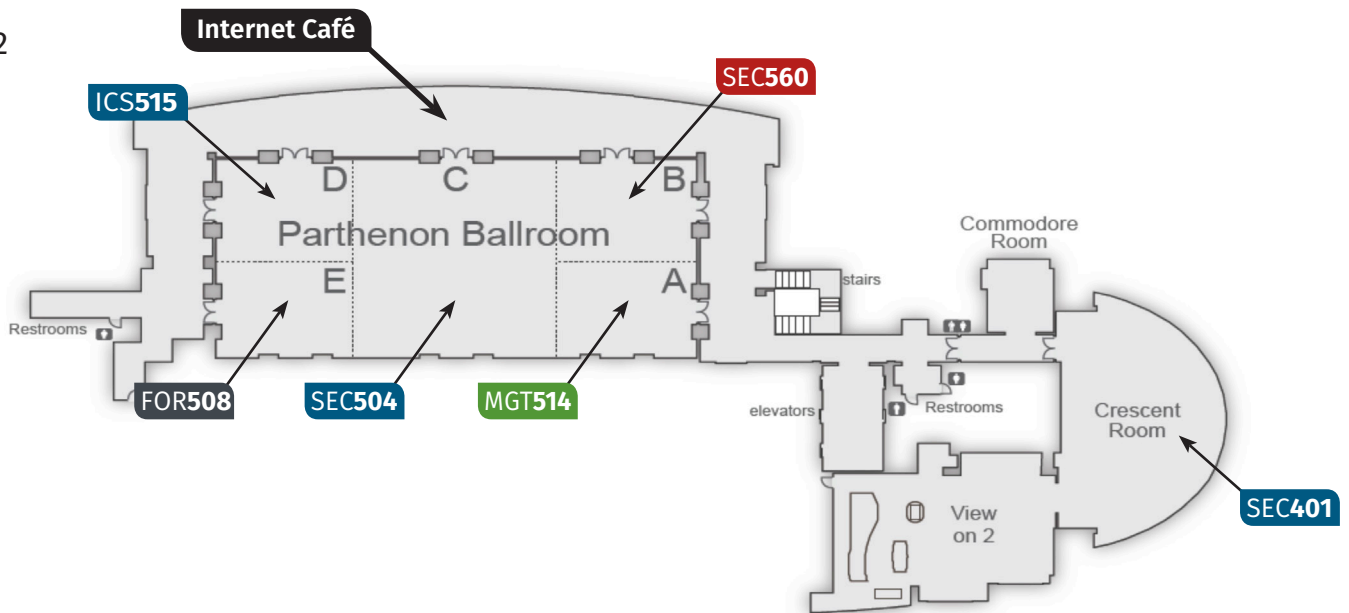 2
Internet Café
ICS515
SEC560
D
C
B
Parthenon Ballroom
E
A
Commodore
Room
stairs
Restrooms
FOR508
SEC504
MGT514
elevators
Restrooms
Crescent
Room
SEC401
View
on 2